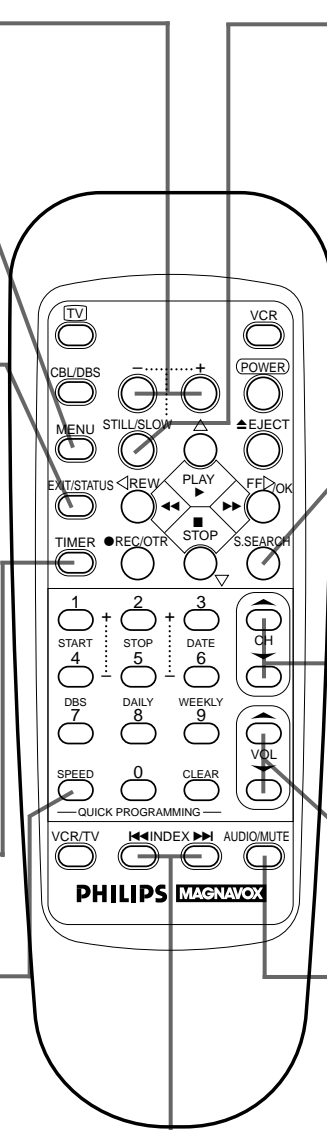 TV VCR
CBL/DBS − + POWER
MENU STILL/SLOW △ ⏏EJECT
EXIT/STATUS ◁REW PLAY FF▷/OK
▶
◀◀ ▶▶
■
TIMER ●REC/OTR STOP S.SEARCH
▽
1 + 2 + 3
START STOP DATE CH
4 − 5 − 6
DBS DAILY WEEKLY
7 8 9
VOL
SPEED 0 CLEAR
QUICK PROGRAMMING
VCR/TV |◀◀INDEX▶▶| AUDIO/MUTE
PHILIPS MAGNAVOX